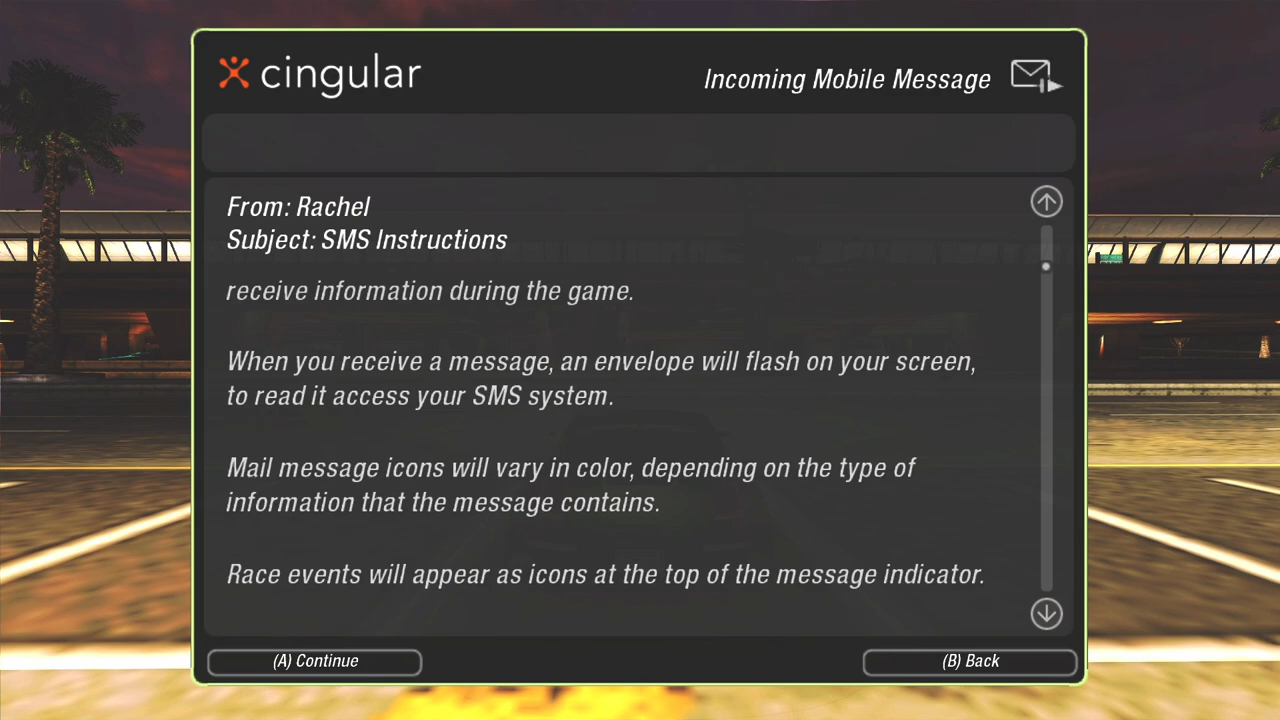 cingular
Incoming Mobile Message
From: Rachel
Subject: SMS Instructions
receive information during the game.
When you receive a message, an envelope will flash on your screen,
to read it access your SMS system.
Mail message icons will vary in color, depending on the type of
information that the message contains.
Race events will appear as icons at the top of the message indicator.
(A) Continue
(B) Back